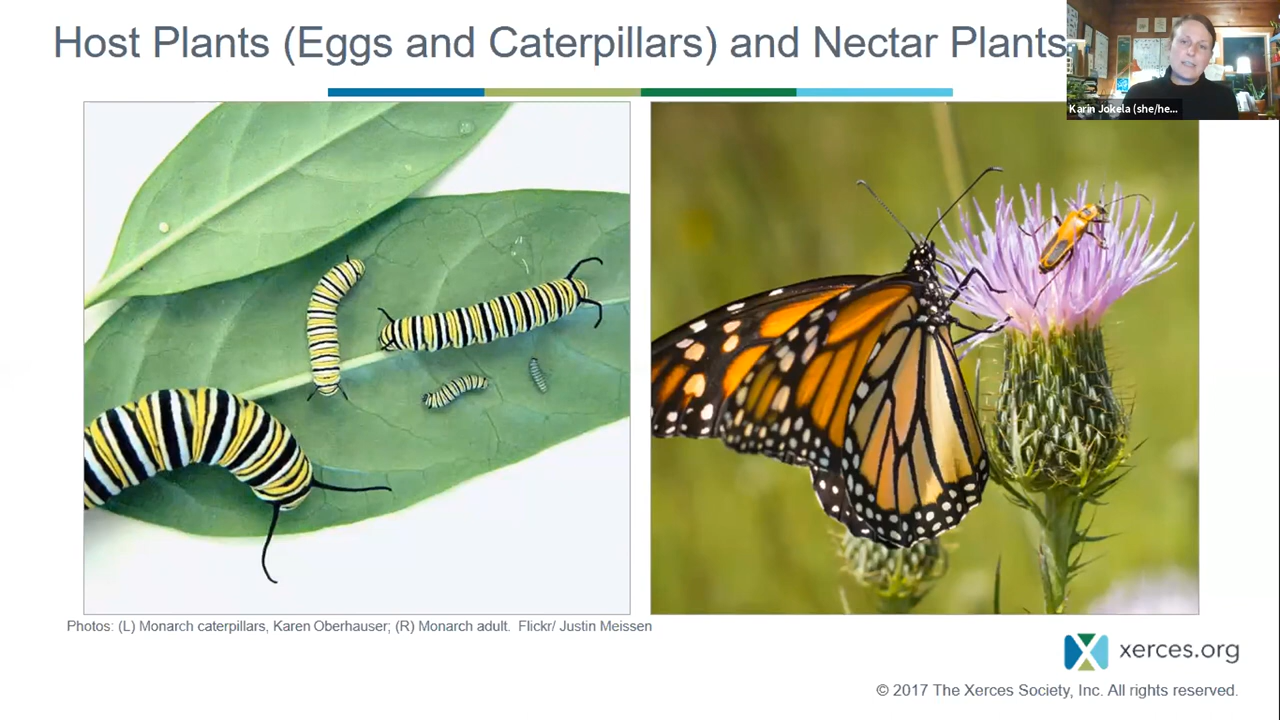 Host Plants (Eggs and Caterpillars) and Nectar Plants
Karin Jokela (she/he...
Photos: (L) Monarch caterpillars, Karen Oberhauser; (R) Monarch adult. Flickr/ Justin Meissen
xerces.org
© 2017 The Xerces Society, Inc. All rights reserved.